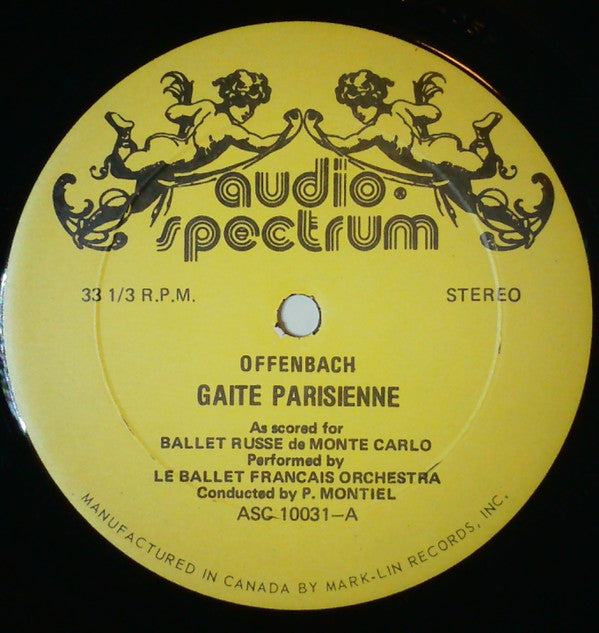 audio·
spectrum
33 1/3 R.P.M.
STEREO
OFFENBACH
GAITE PARISIENNE
As scored for
BALLET RUSSE de MONTE CARLO
Performed by
LE BALLET FRANCAIS ORCHESTRA
Conducted by P. MONTIEL
ASC 10031-A
MANUFACTURED IN CANADA BY MARK-LIN RECORDS, INC.